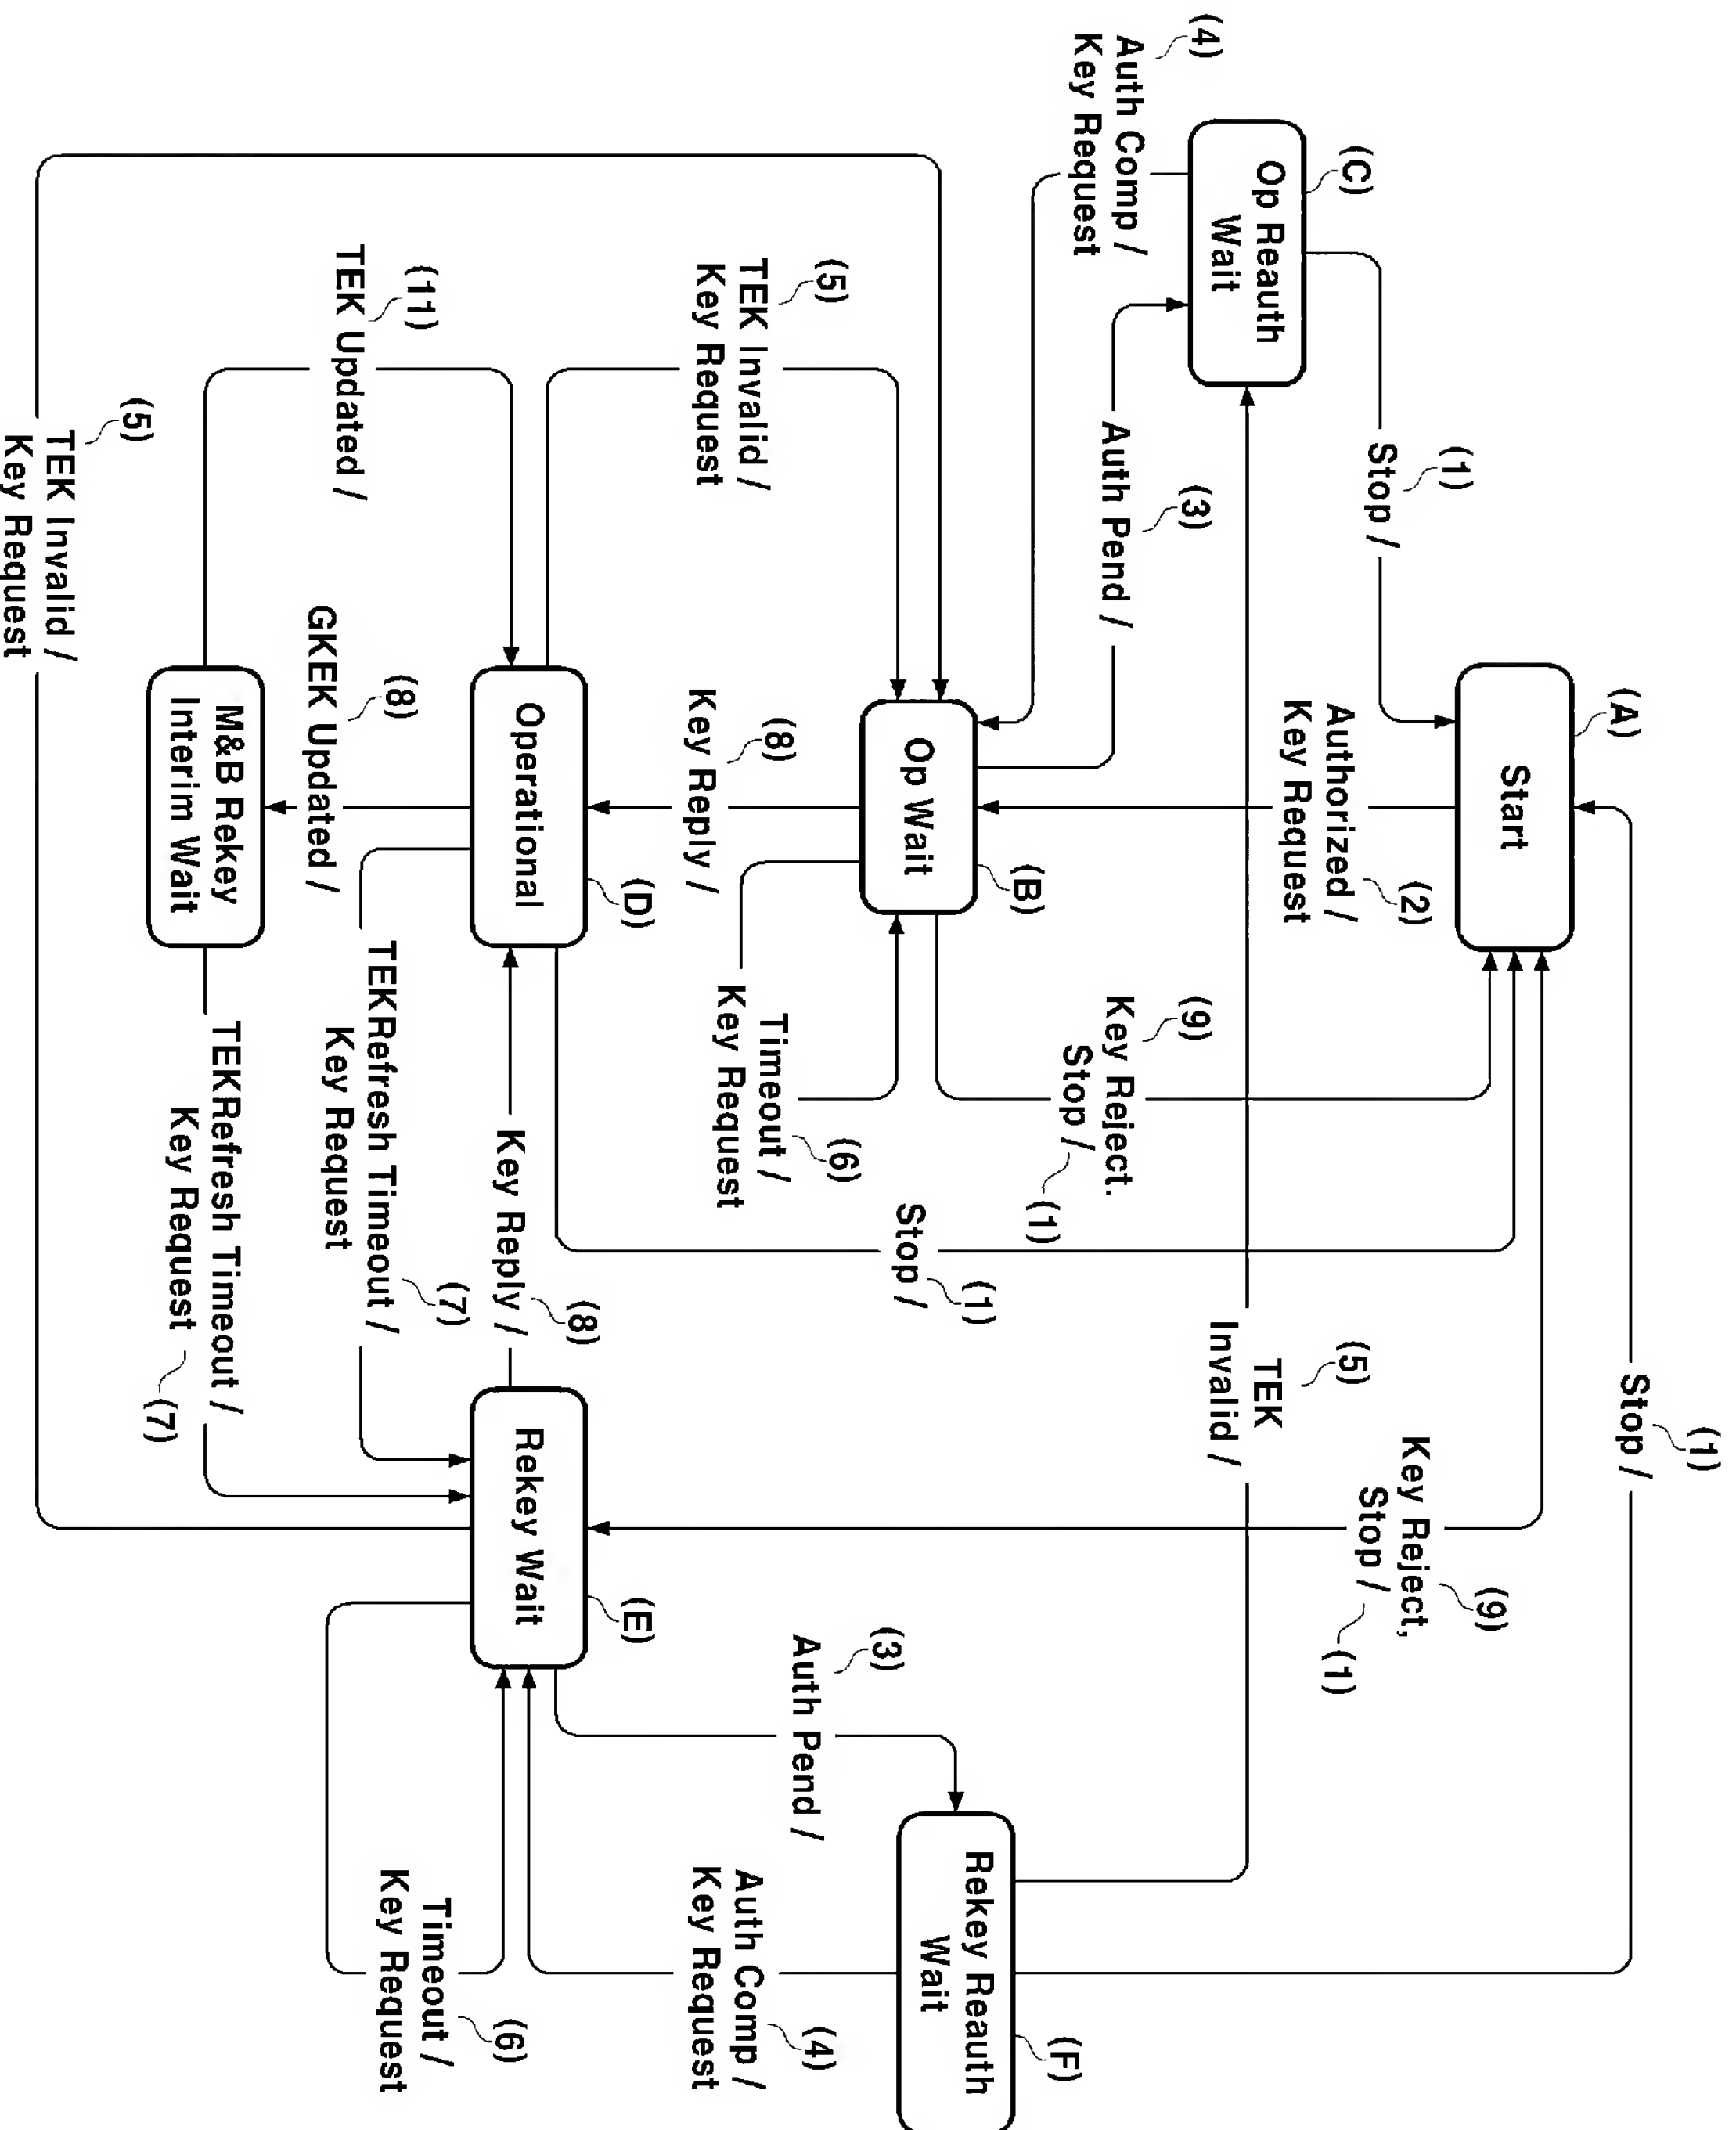 (1)
Stop /
(A)
Start
(C)
Op Reauth
Wait
(1)
Stop /
(4)
Auth Comp /
Key Request
(3)
Auth Pend /
Authorized /
Key Request
(2)
(9)
Key Reject,
Stop /
(1)
(5)
TEK
Invalid /
(9)
Key Reject.
Stop /
(1)
(F)
Rekey Reauth
Wait
(B)
Op Wait
(1)
Stop /
(3)
Auth Pend /
(5)
TEK Invalid /
Key Request
(8)
Key Reply /
Timeout /
Key Request
(6)
Auth Comp /
Key Request
(4)
(D)
Operational
(8)
Key Reply /
(E)
Rekey Wait
(11)
TEK Updated /
(8)
GKEK Updated /
TEKRefresh Timeout /
Key Request
(7)
Timeout /
Key Request
(6)
M&B Rekey
Interim Wait
TEKRefresh Timeout /
Key Request
(7)
(5)
TEK Invalid /
Key Request